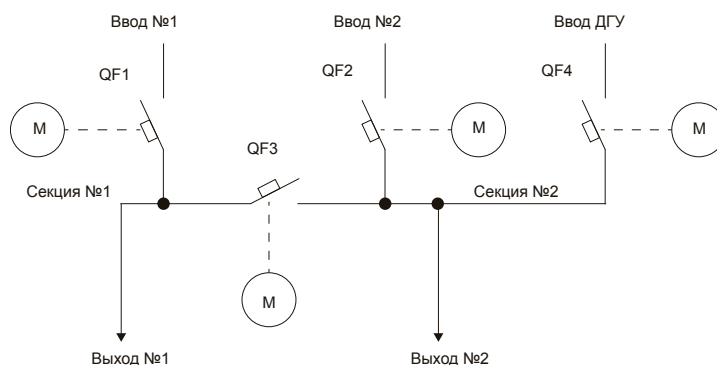 Ввод №1
Ввод №2
Ввод ДГУ
QF1
QF2
QF4
М
М
М
QF3
Секция №1
Секция №2
М
Выход №1
Выход №2